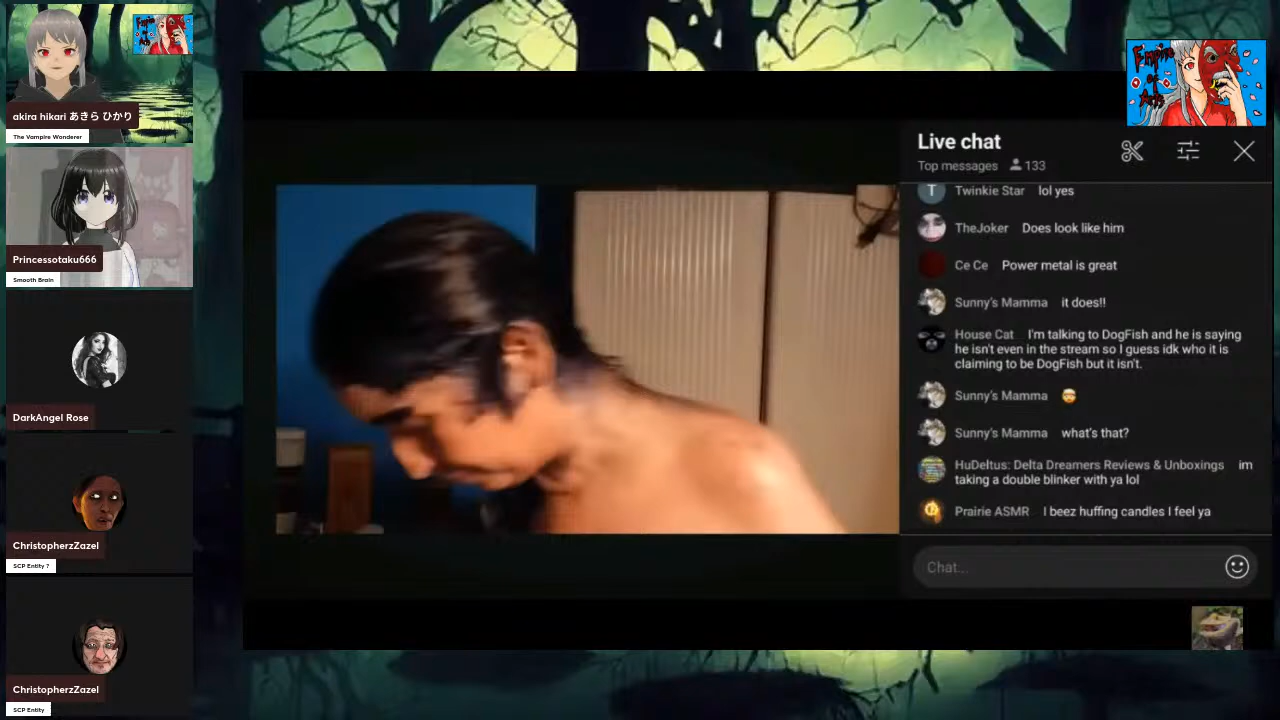 akira hikari あきら ひかり
The Vampire Wonderer
Princessotaku666
Smooth Brain
DarkAngel Rose
ChristopherzZazel
SCP Entity ?
ChristopherzZazel
SCP Entity
Empire
of
Arts
Live chat
Top messages 133
T Twinkie Star lol yes
TheJoker Does look like him
Ce Ce Power metal is great
Sunny's Mamma it does!!
House Cat I'm talking to DogFish and he is saying
he isn't even in the stream so I guess idk who it is
claiming to be DogFish but it isn't.
Sunny's Mamma 🤯
Sunny's Mamma what's that?
HuDeltus: Delta Dreamers Reviews & Unboxings im
taking a double blinker with ya lol
Prairie ASMR I beez huffing candles I feel ya
Chat...